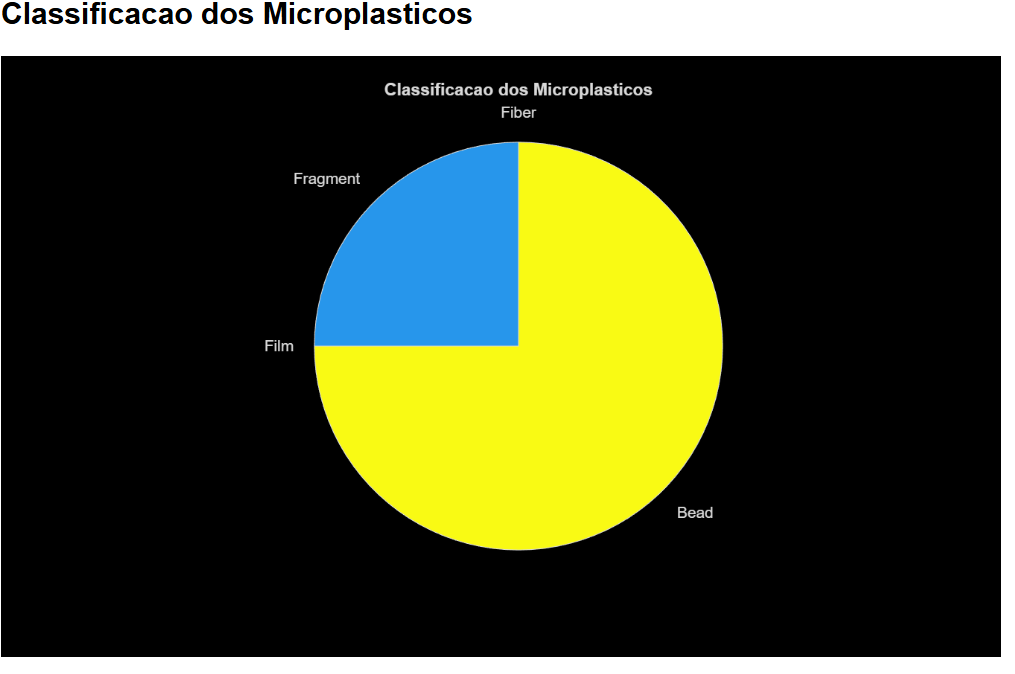 Classificacao dos Microplasticos
Classificacao dos Microplasticos
Fiber
Fragment
Film
Bead